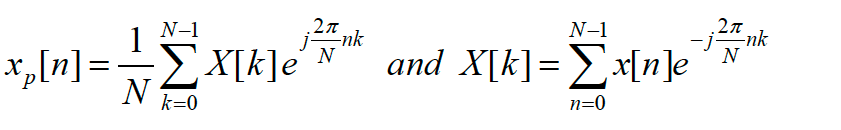 x_p[n] = \frac{1}{N} \sum_{k=0}^{N-1} X[k] e^{j\frac{2\pi}{N}nk} and X[k] = \sum_{n=0}^{N-1} x[n] e^{-j\frac{2\pi}{N}nk}